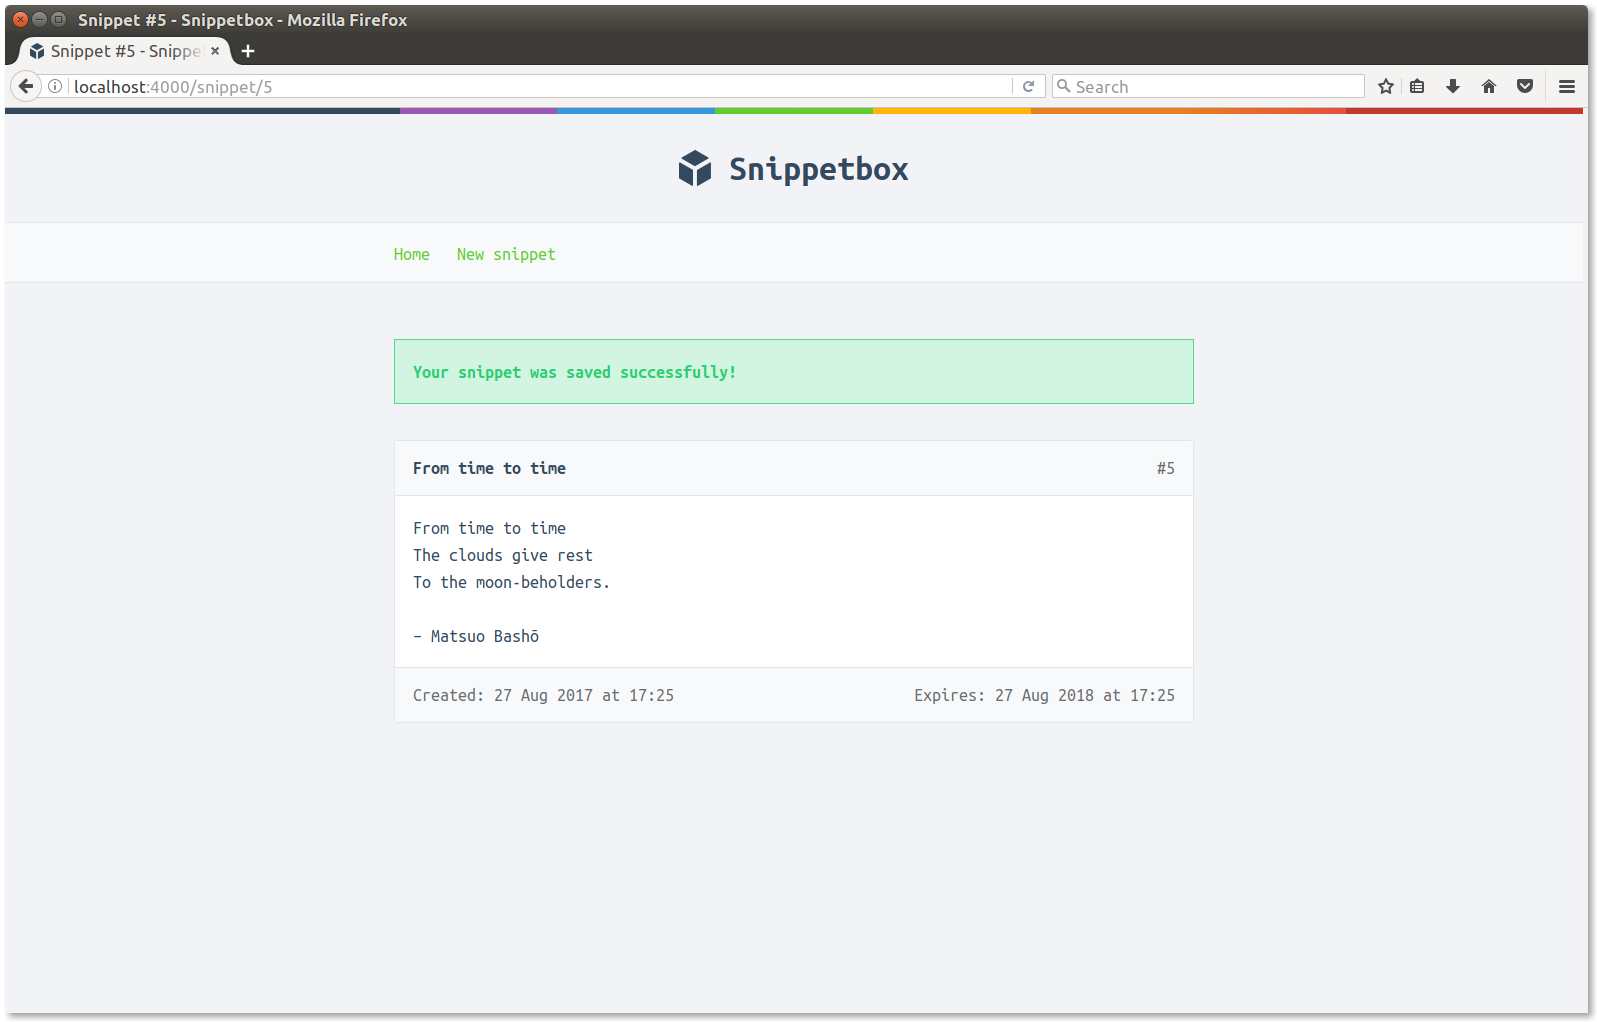 Snippet #5 - Snippetbox - Mozilla Firefox
Snippet #5 - Snippe
localhost:4000/snippet/5
Search
Snippetbox
Home New snippet
Your snippet was saved successfully!
From time to time #5
From time to time
The clouds give rest
To the moon-beholders.
– Matsuo Bashō
Created: 27 Aug 2017 at 17:25 Expires: 27 Aug 2018 at 17:25